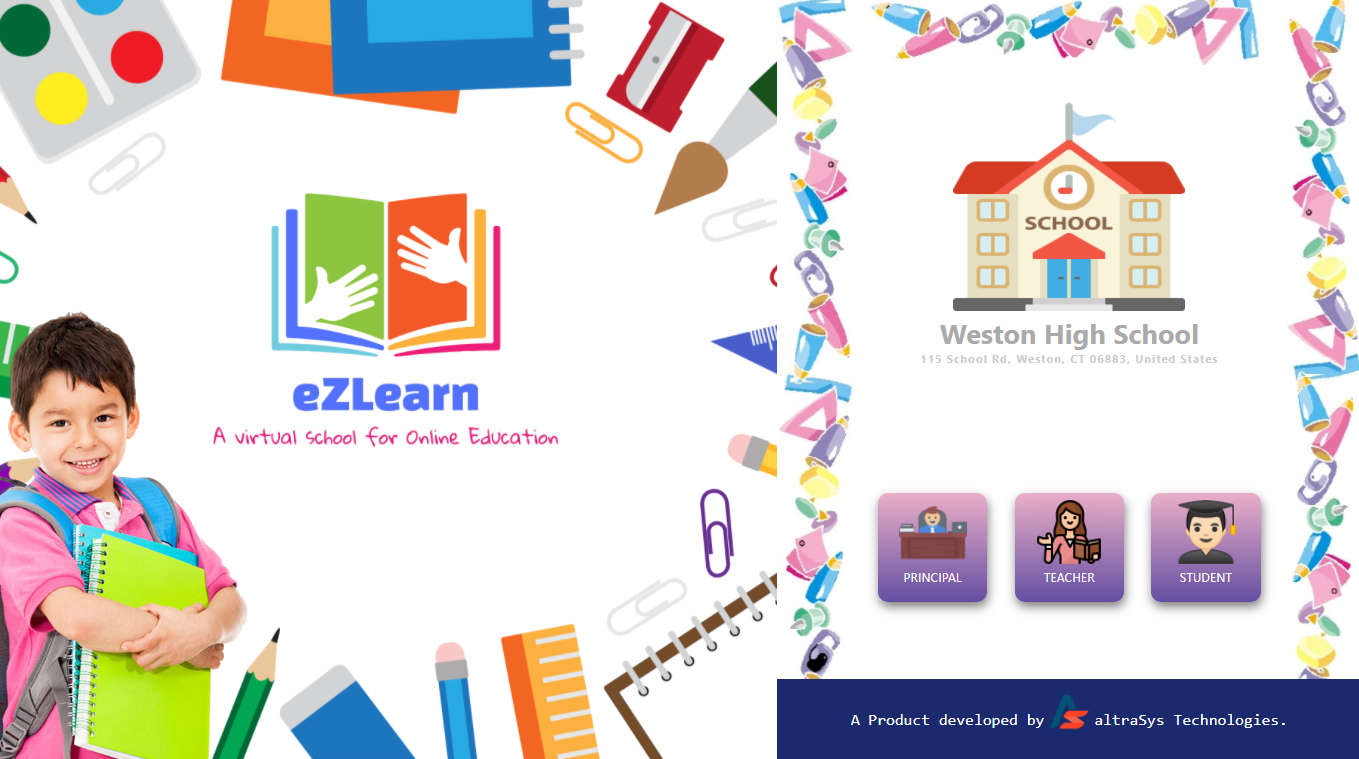 eZLearn
A virtual school for Online Education
SCHOOL
Weston High School
115 School Rd, Weston, CT 06883, United States
PRINCIPAL
TEACHER
STUDENT
A Product developed by altraSys Technologies.